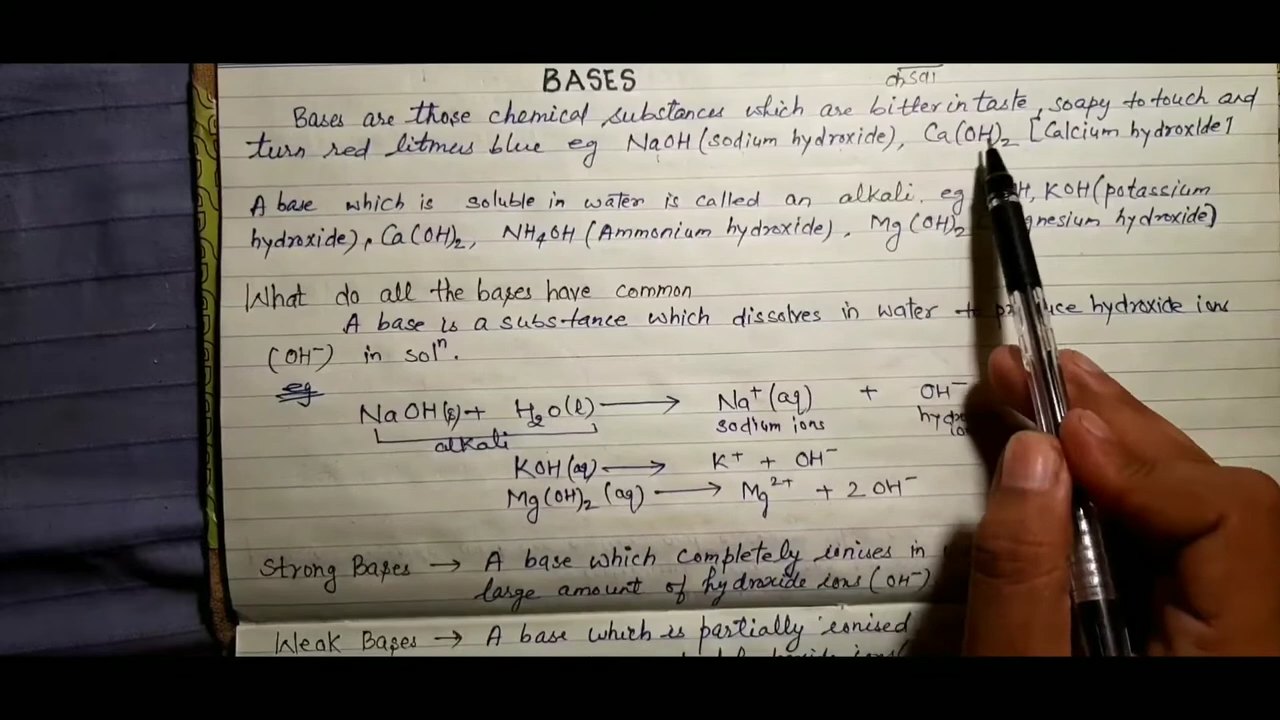 BASES
कड़वा
Bases are those chemical substances which are bitter in taste, soapy to touch and
turn red litmus blue eg NaOH (sodium hydroxide), Ca(OH)₂ [Calcium hydroxide]
A base which is soluble in water is called an alkali. eg H, KOH (potassium
hydroxide), Ca(OH)₂, NH4OH (Ammonium hydroxide), Mg(OH)₂ nesium hydroxide]
What do all the bases have common
A base is a substance which dissolves in water to produce hydroxide ions
(OH⁻) in solⁿ.
eg
NaOH(s) + H₂O(l) ⟶ Na⁺(aq) + OH⁻
alkali sodium ions
KOH(aq) ⟶ K⁺ + OH⁻
Mg(OH)₂ (aq) ⟶ Mg²⁺ + 2OH⁻
Strong Bases → A base which completely ionises in
large amount of hydroxide ions (OH⁻)
Weak Bases → A base which is partially ionised